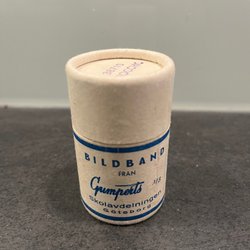 BILDBAND
FRÅN
Gumperts
Skolavdelningen
Göteborg